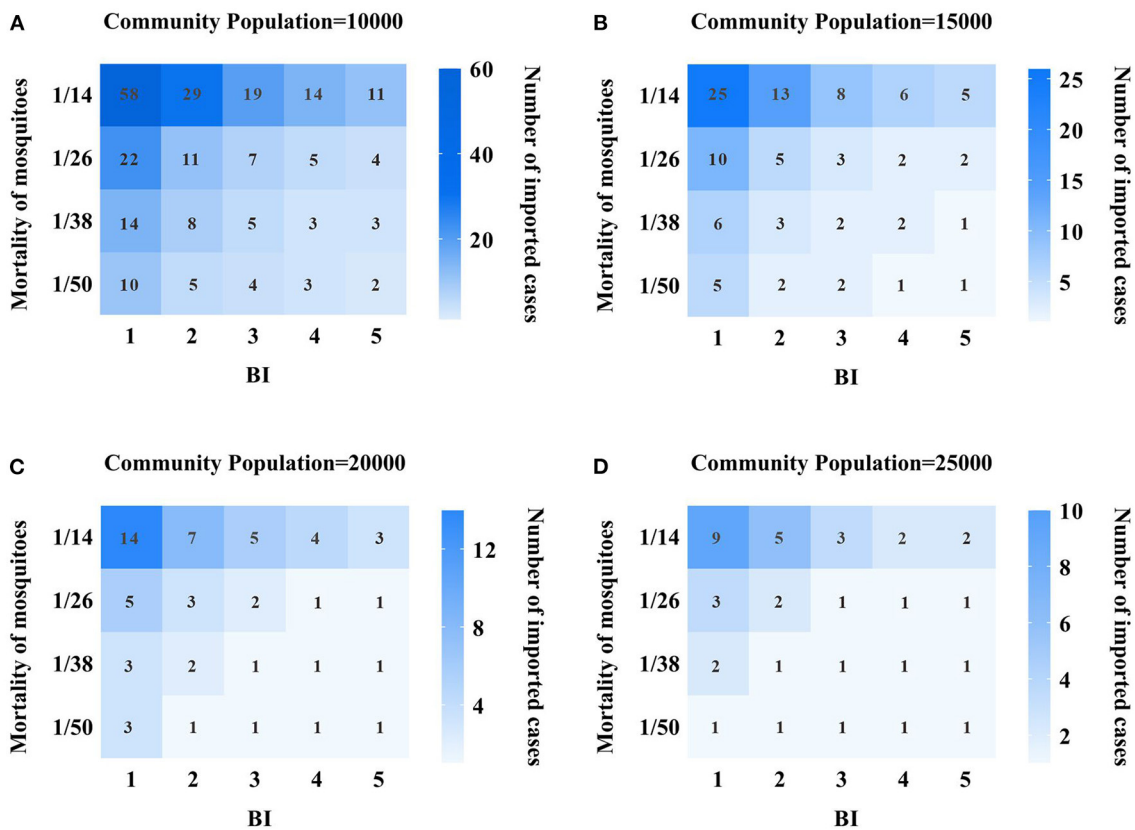 A
Community Population=10000
Mortality of mosquitoes
1/14 58 29 19 14 11
1/26 22 11 7 5 4
1/38 14 8 5 3 3
1/50 10 5 4 3 2
1 2 3 4 5
BI
60
40
20
Number of imported cases
B
Community Population=15000
Mortality of mosquitoes
1/14 25 13 8 6 5
1/26 10 5 3 2 2
1/38 6 3 2 2 1
1/50 5 2 2 1 1
1 2 3 4 5
BI
25
20
15
10
5
Number of imported cases
C
Community Population=20000
Mortality of mosquitoes
1/14 14 7 5 4 3
1/26 5 3 2 1 1
1/38 3 2 1 1 1
1/50 3 1 1 1 1
1 2 3 4 5
BI
12
8
4
Number of imported cases
D
Community Population=25000
Mortality of mosquitoes
1/14 9 5 3 2 2
1/26 3 2 1 1 1
1/38 2 1 1 1 1
1/50 1 1 1 1 1
1 2 3 4 5
BI
10
8
6
4
2
Number of imported cases